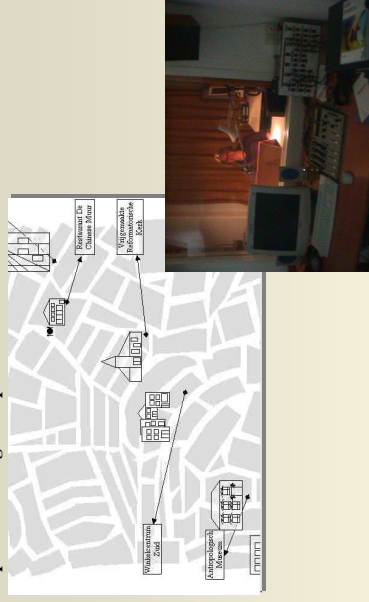 Restaurant De
Chinese Muur
Vrijgemaakte
Reformatorische
Kerk
Winkelcentrum
Zuid
Antropologisch
Museum